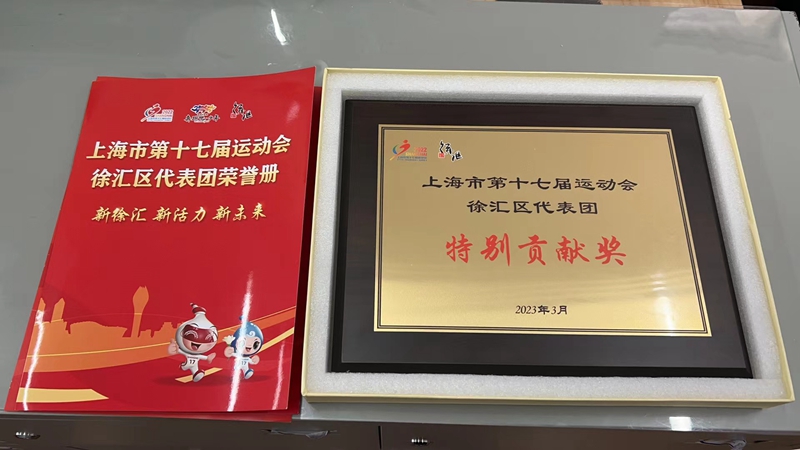 上海市第十七届运动会
徐汇区代表团荣誉册
新徐汇 新活力 新未来
17
17
上海市第十七届运动会
徐汇区代表团
特别贡献奖
2023年3月